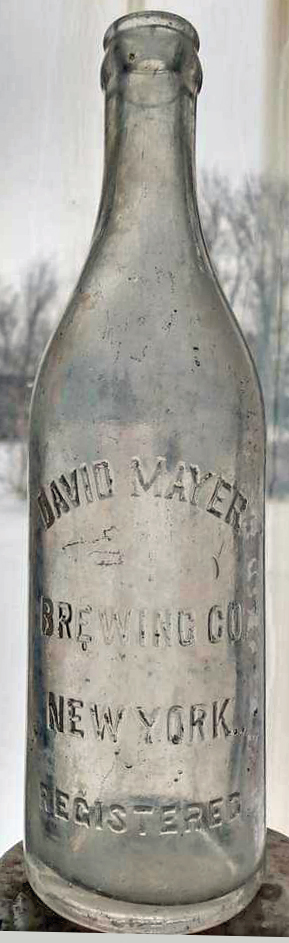 DAVID MAYER
BREWING CO.
NEW YORK.
REGISTERED